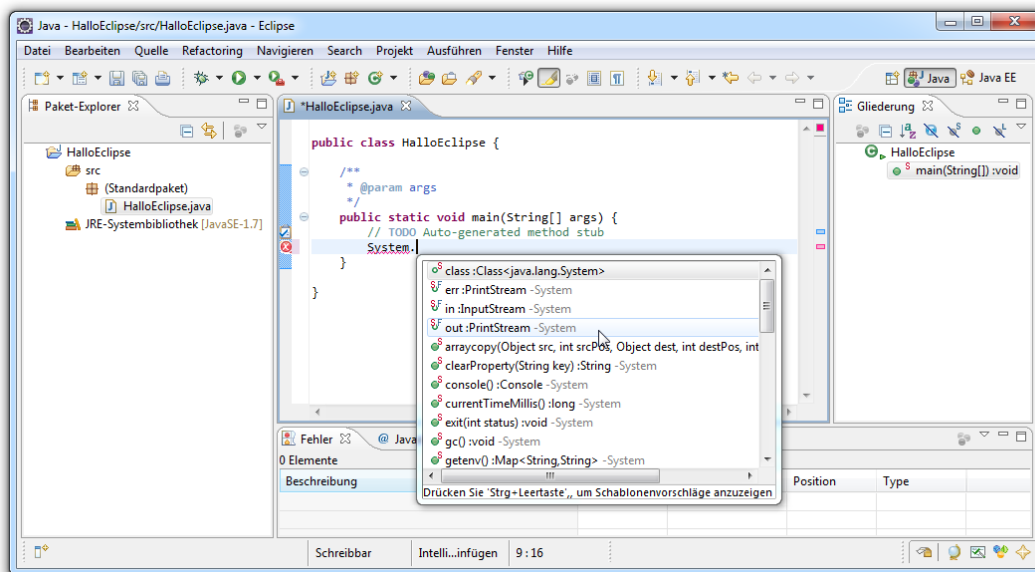 Java - HalloEclipse/src/HalloEclipse.java - Eclipse
Datei Bearbeiten Quelle Refactoring Navigieren Search Projekt Ausführen Fenster Hilfe
Java Java EE
Paket-Explorer
HalloEclipse
src
(Standardpaket)
HalloEclipse.java
JRE-Systembibliothek [JavaSE-1.7]
*HalloEclipse.java
public class HalloEclipse {
/**
* @param args
*/
public static void main(String[] args) {
// TODO Auto-generated method stub
System.
}
}
class :Class<java.lang.System>
err :PrintStream -System
in :InputStream -System
out :PrintStream -System
arraycopy(Object src, int srcPos, Object dest, int destPos, int
clearProperty(String key) :String -System
console() :Console -System
currentTimeMillis() :long -System
exit(int status) :void -System
gc() :void -System
getenv() :Map<String,String> -System
Drücken Sie 'Strg+Leertaste',, um Schablonenvorschläge anzuzeigen
Gliederung
HalloEclipse
main(String[]) :void
Fehler @ Java
0 Elemente
Beschreibung Position Type
Schreibbar Intelli...infügen 9 : 16